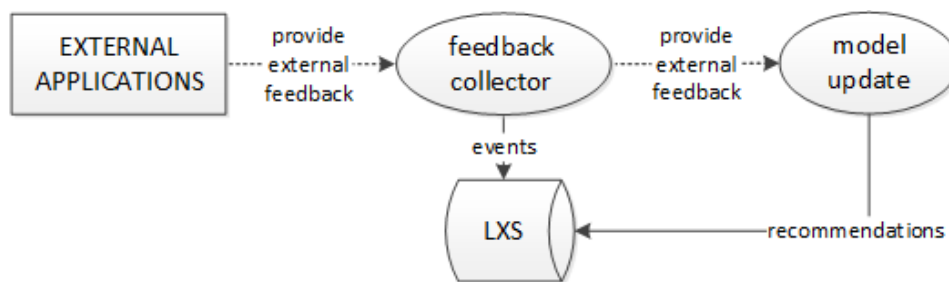 EXTERNAL
APPLICATIONS
provide
external
feedback
feedback
collector
provide
external
feedback
model
update
events
LXS
recommendations